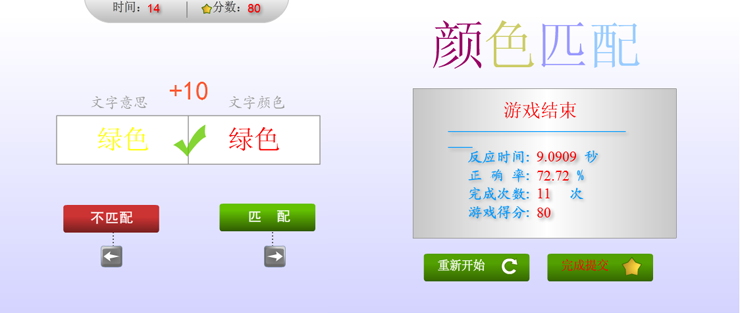 时间：14 分数：80
+10
文字意思 文字颜色
绿色 绿色
不匹配 匹 配
颜色匹配
游戏结束
反应时间：9.0909 秒
正 确 率：72.72 %
完成次数：11 次
游戏得分：80
重新开始 完成提交